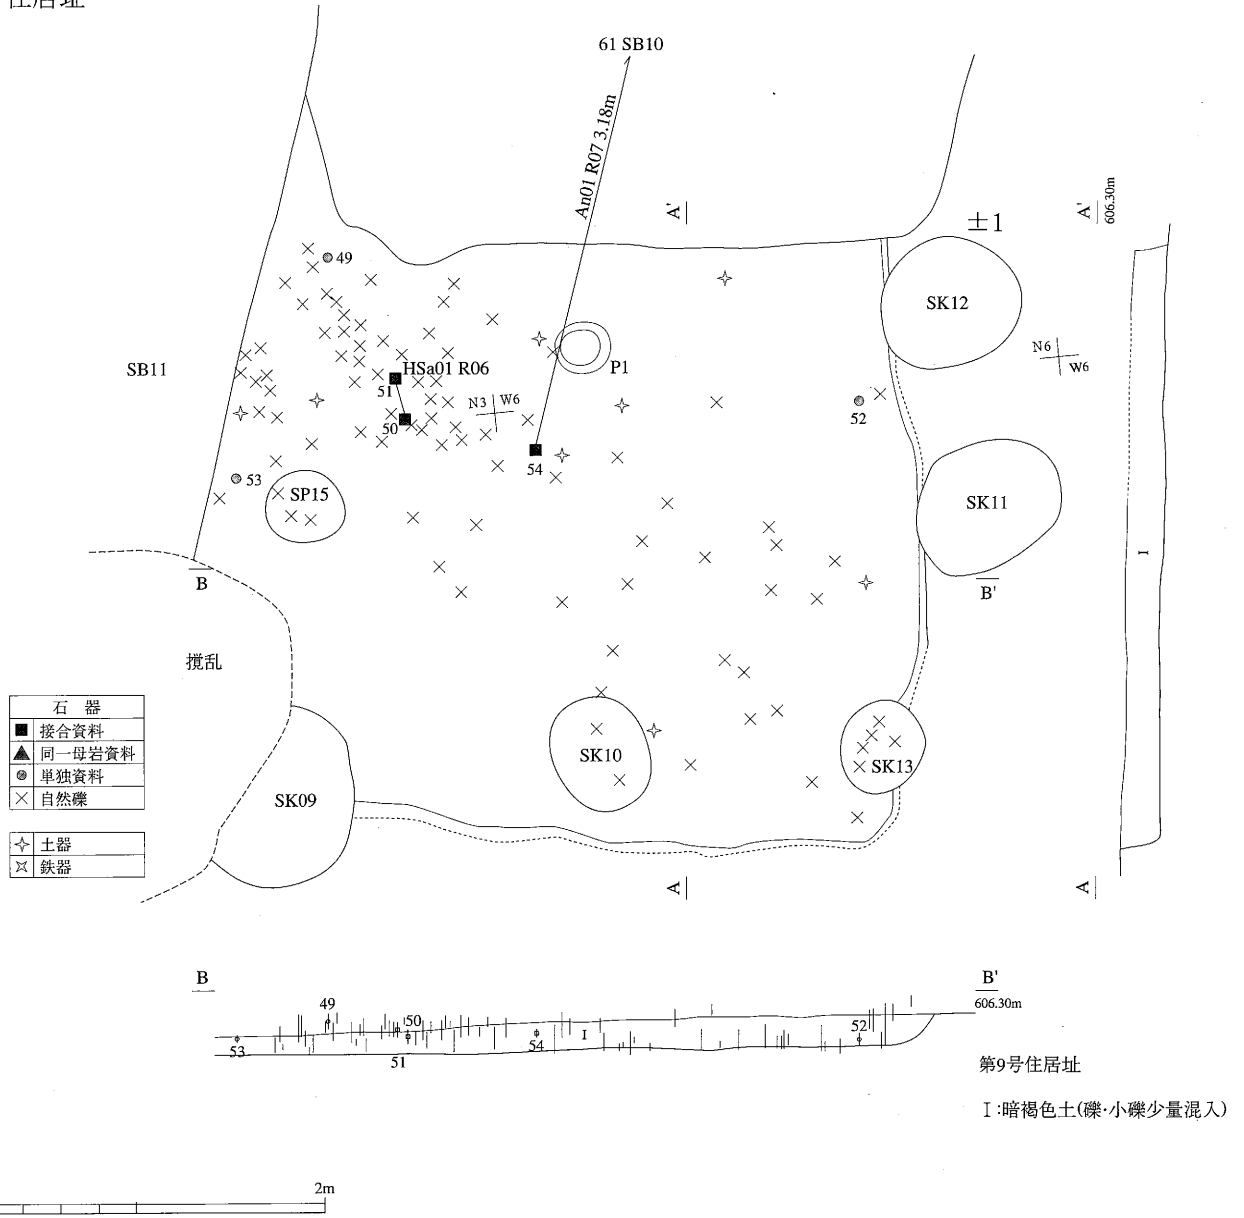 住居址
61 SB10
An01 R07 3.18m
A'
A'
606.30m
±1
49
SK12
N6
W6
SB11
HSa01 R06
P1
51
N3
W6
52
50
54
53
SP15
SK11
I
B
B'
撹乱
石 器
接合資料
同一母岩資料
単独資料
自然礫
土器
鉄器
SK10
SK13
SK09
A
A
B
B'
606.30m
49
50
52
I
53
51
54
第9号住居址
I:暗褐色土(礫·小礫少量混入)
2m